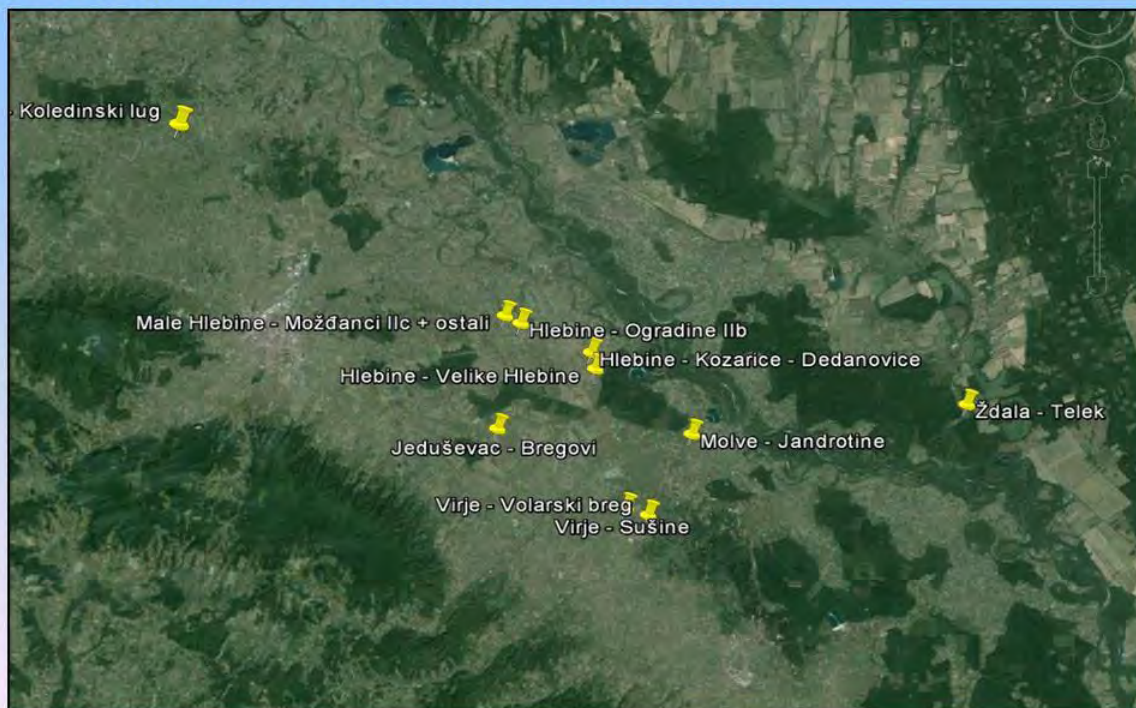 - Koledinski lug
Male Hlebine - Možđanci IIc + ostali
Hlebine - Ogradine IIb
Hlebine - Kozarice - Dedanovice
Hlebine - Velike Hlebine
Ždala - Telek
Molve - Jandrotine
Jeduševac - Bregovi
Virje - Volarski breg
Virje - Sušine